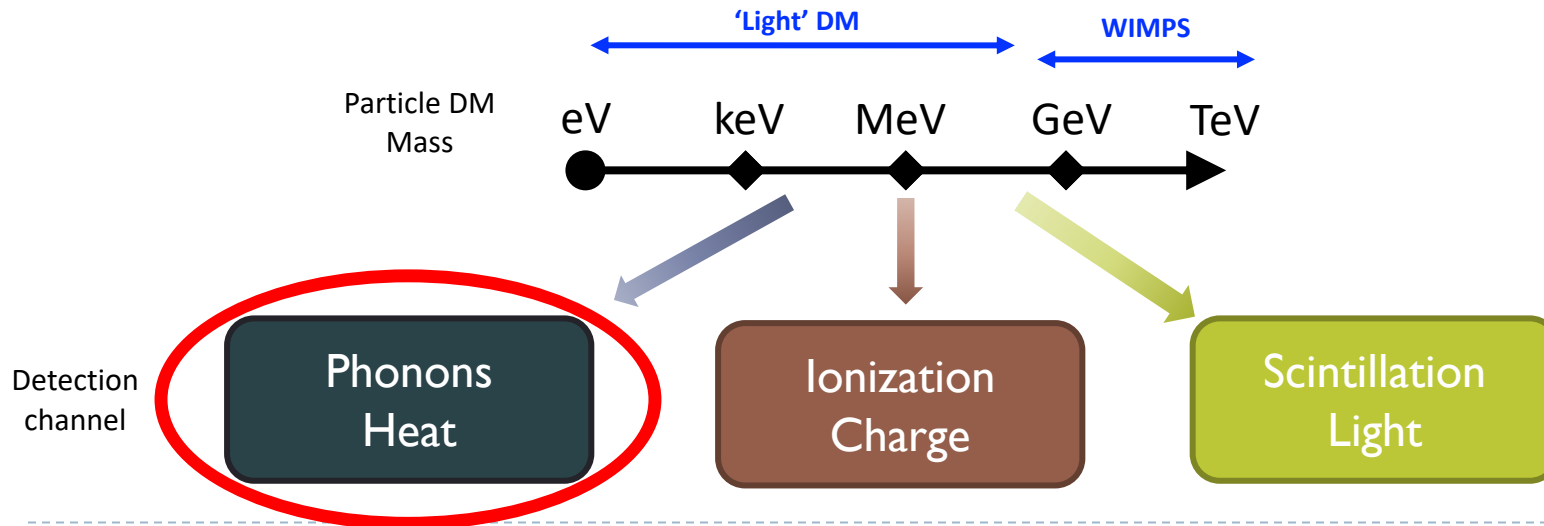 ‘Light’ DM
WIMPS
Particle DM
Mass
eV
keV
MeV
GeV
TeV
Detection
channel
Phonons
Heat
Ionization
Charge
Scintillation
Light